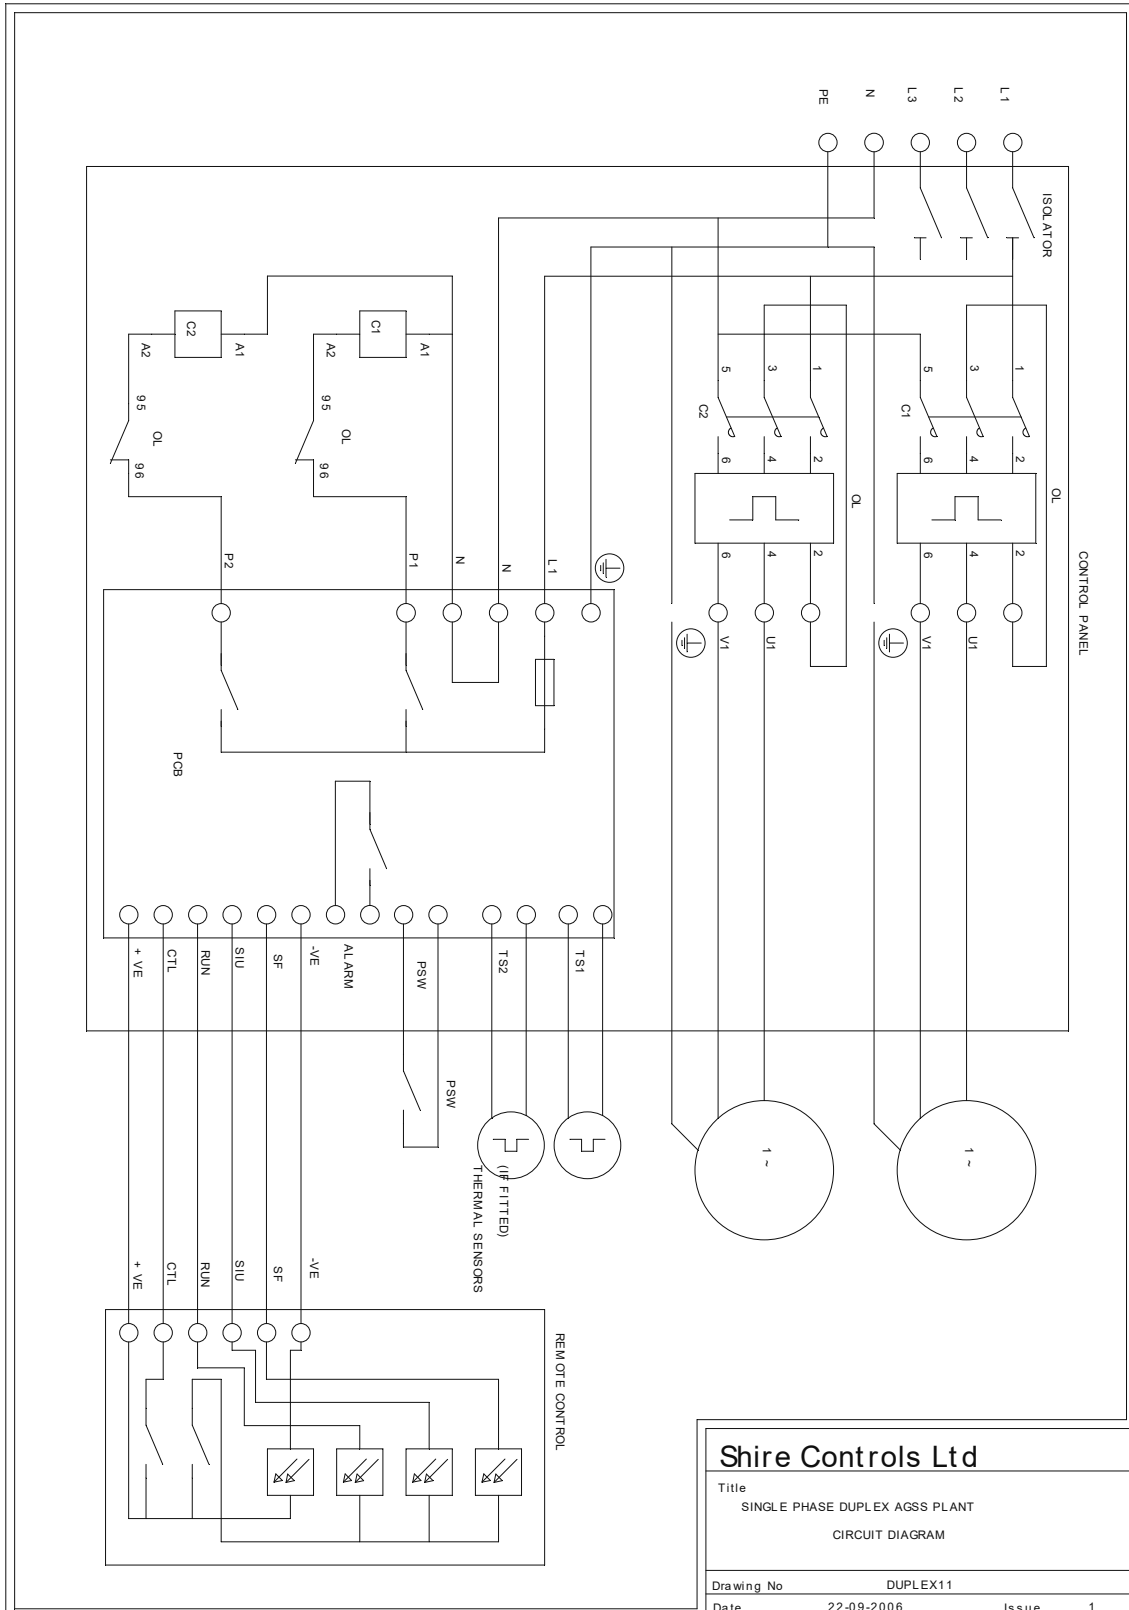 PE
N
L3
L2
L1
ISOLATOR
C2
A2
A1
C1
A2
A1
95
OL
96
95
OL
96
5
3
1
C2
6
4
2
OL
6
4
2
5
3
1
C1
6
4
2
OL
6
4
2
CONTROL PANEL
P2
P1
N
N
L1
V1
U1
V1
U1
PCB
+ VE
CTL
RUN
SIU
SF
-VE
ALARM
PSW
TS2
TS1
PSW
(IF FITTED)
THERMAL SENSORS
1
~
1
~
+ VE
CTL
RUN
SIU
SF
-VE
REMOTE CONTROL
Shire Controls Ltd
Title
SINGLE PHASE DUPLEX AGSS PLANT
CIRCUIT DIAGRAM
Drawing No DUPLEX11
Date 22-09-2006 Issue 1